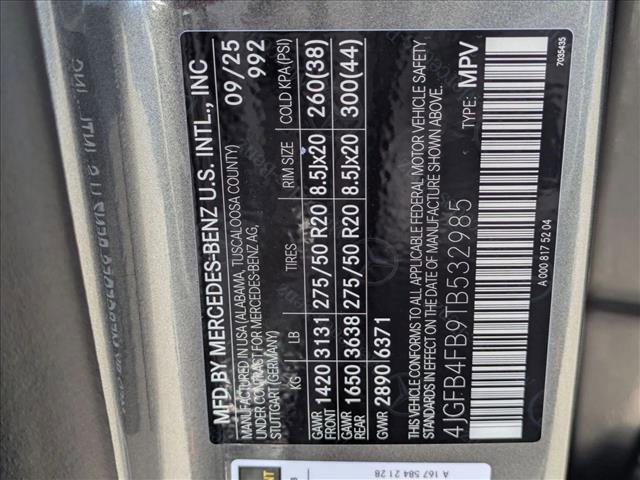 MFD BY MERCEDES-BENZ U.S. INTL., INC
MANUFACTURED IN USA (ALABAMA, TUSCALOOSA COUNTY) 09/25
UNDER CONTRACT FOR MERCEDES-BENZ AG, 992
STUTTGART (GERMANY)
KG LB TIRES RIM SIZE COLD KPA(PSI)
GAWR FRONT 1420 3131 275/50 R20 8.5Jx20 260(38)
GAWR REAR 1650 3638 275/50 R20 8.5Jx20 300(44)
GVWR 2890 6371
THIS VEHICLE CONFORMS TO ALL APPLICABLE FEDERAL MOTOR VEHICLE SAFETY
STANDARDS IN EFFECT ON THE DATE OF MANUFACTURE SHOWN ABOVE.
4JGFB4FB9TB532985 TYPE: MPV
A 000 817 52 04 7035435
A 167 584 21 28